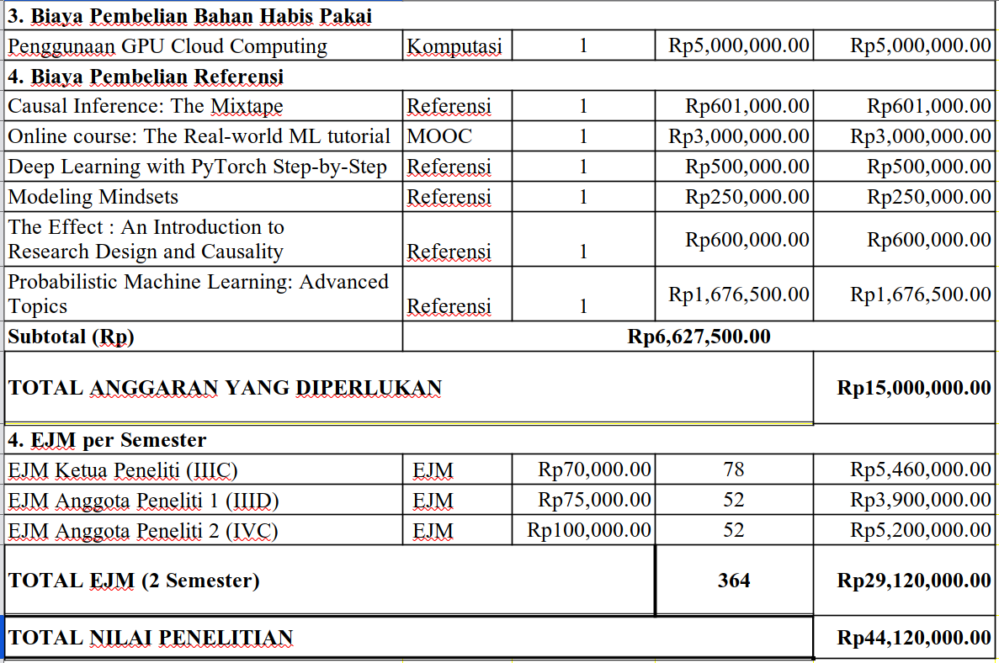 3. Biaya Pembelian Bahan Habis Pakai
Penggunaan GPU Cloud Computing Komputasi 1 Rp5,000,000.00 Rp5,000,000.00
4. Biaya Pembelian Referensi
Causal Inference: The Mixtape Referensi 1 Rp601,000.00 Rp601,000.00
Online course: The Real-world ML tutorial MOOC 1 Rp3,000,000.00 Rp3,000,000.00
Deep Learning with PyTorch Step-by-Step Referensi 1 Rp500,000.00 Rp500,000.00
Modeling Mindsets Referensi 1 Rp250,000.00 Rp250,000.00
The Effect : An Introduction to
Research Design and Causality Referensi 1 Rp600,000.00 Rp600,000.00
Probabilistic Machine Learning: Advanced
Topics Referensi 1 Rp1,676,500.00 Rp1,676,500.00
Subtotal (Rp) Rp6,627,500.00
TOTAL ANGGARAN YANG DIPERLUKAN Rp15,000,000.00
4. EJM per Semester
EJM Ketua Peneliti (IIIC) EJM Rp70,000.00 78 Rp5,460,000.00
EJM Anggota Peneliti 1 (IIID) EJM Rp75,000.00 52 Rp3,900,000.00
EJM Anggota Peneliti 2 (IVC) EJM Rp100,000.00 52 Rp5,200,000.00
TOTAL EJM (2 Semester) 364 Rp29,120,000.00
TOTAL NILAI PENELITIAN Rp44,120,000.00